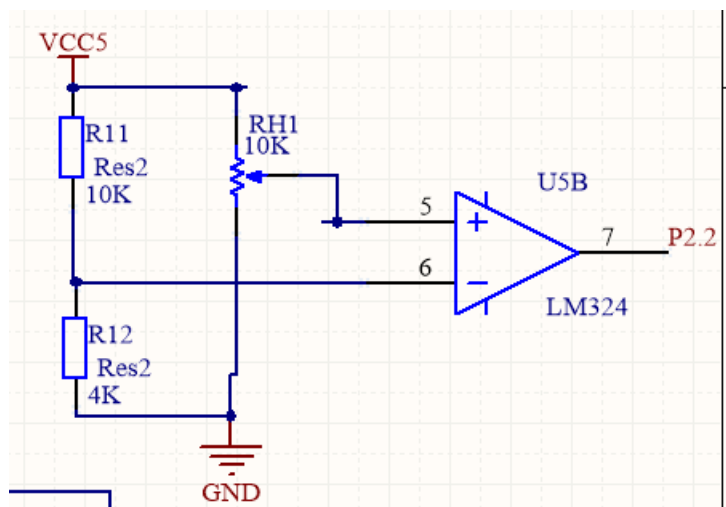 VCC5
R11
Res2
10K
RH1
10K
U5B
5
+
6
−
7
P2.2
LM324
R12
Res2
4K
GND